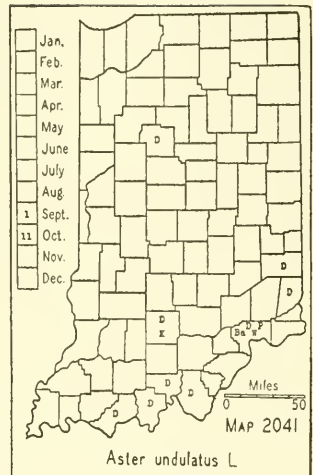 Jan.
Feb.
Mar.
Apr.
May
June
July
Aug.
1 Sept.
11 Oct.
Nov.
Dec.
D
D
D
D
K
D P
Ba W
D
D
D
D
Miles
0 50
MAP 2041
Aster undulatus L